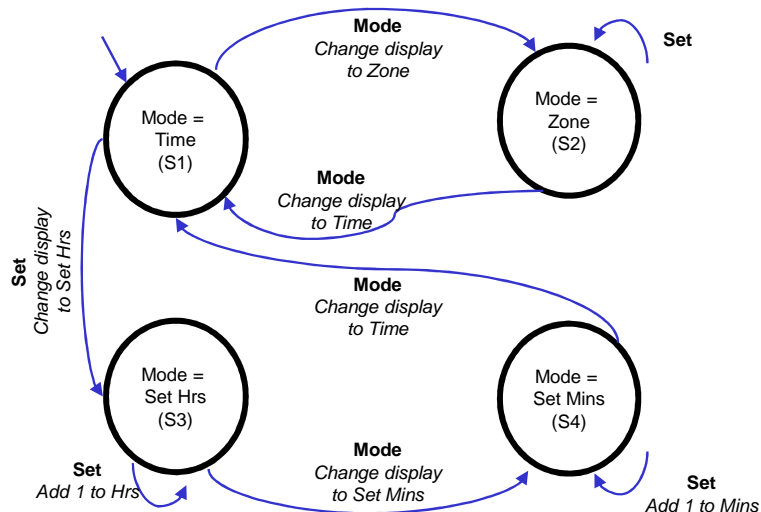 Mode
Change display
to Zone
Set
Mode =
Time
(S1)
Mode =
Zone
(S2)
Mode
Change display
to Time
Set
Change display
to Set Hrs
Mode
Change display
to Time
Mode =
Set Hrs
(S3)
Mode =
Set Mins
(S4)
Set
Add 1 to Hrs
Mode
Change display
to Set Mins
Set
Add 1 to Mins